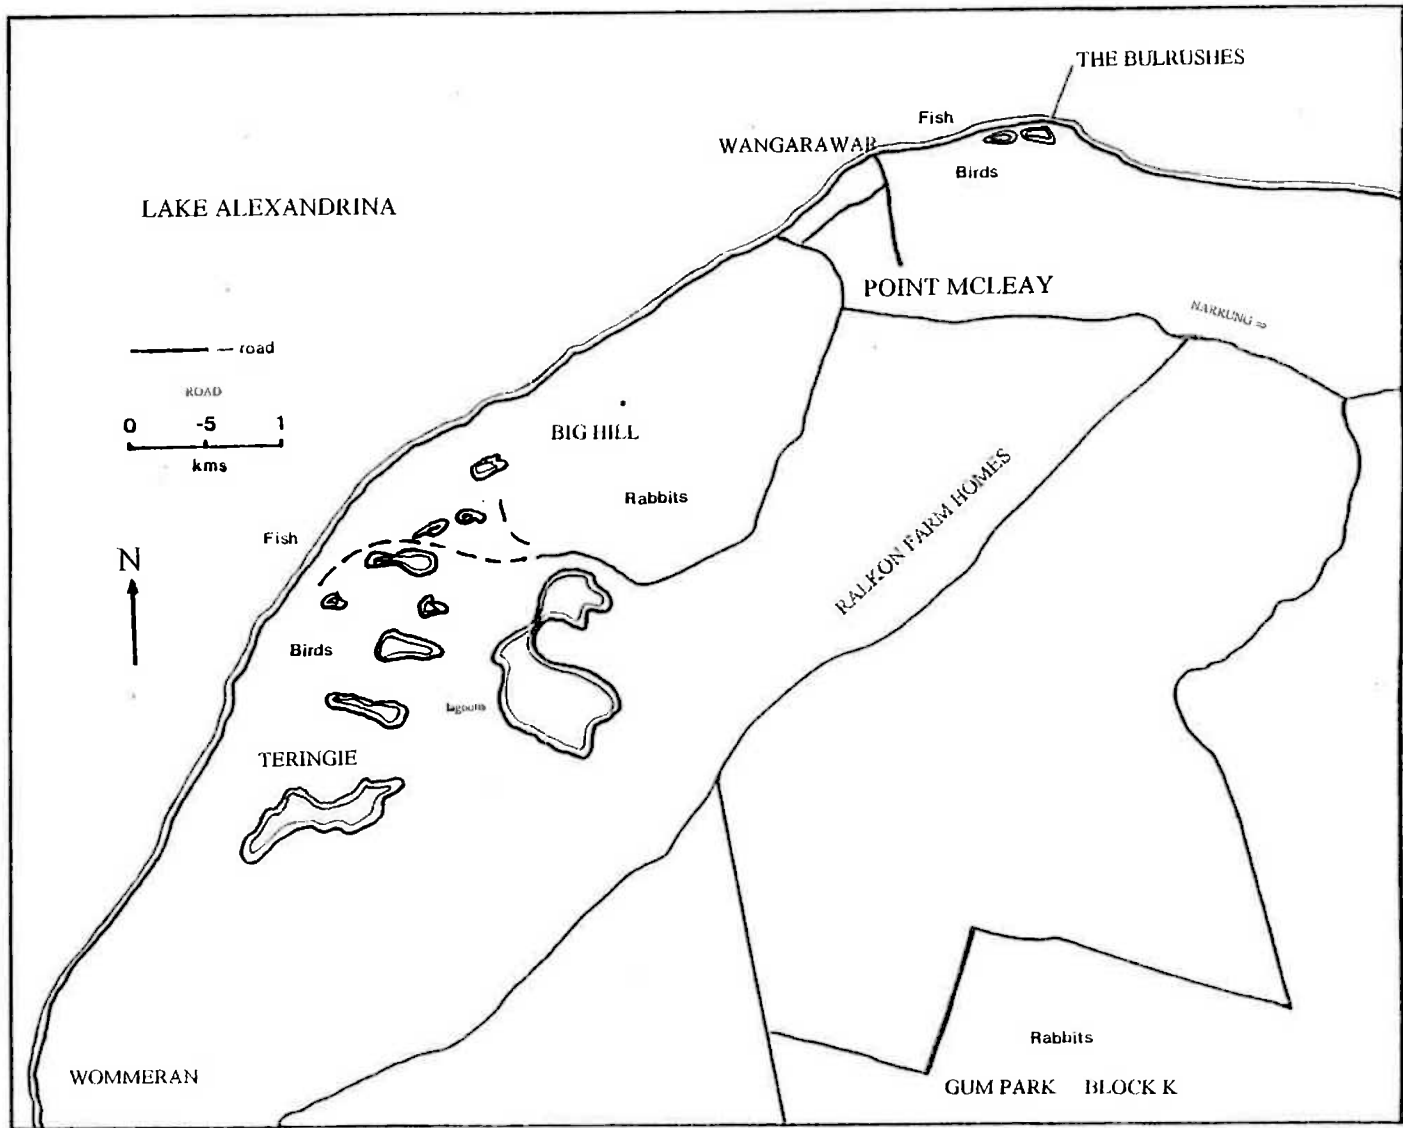 THE BULRUSHES
Fish
WANGARAWAR
Birds
LAKE ALEXANDRINA
POINT MCLEAY
NARKUNG ⇒
— road
ROAD
0 -5 1
kms
BIG HILL
Rabbits
RALKON FARM HOMES
Fish
N
Birds
lagoons
TERINGIE
Rabbits
WOMMERAN
GUM PARK BLOCK K